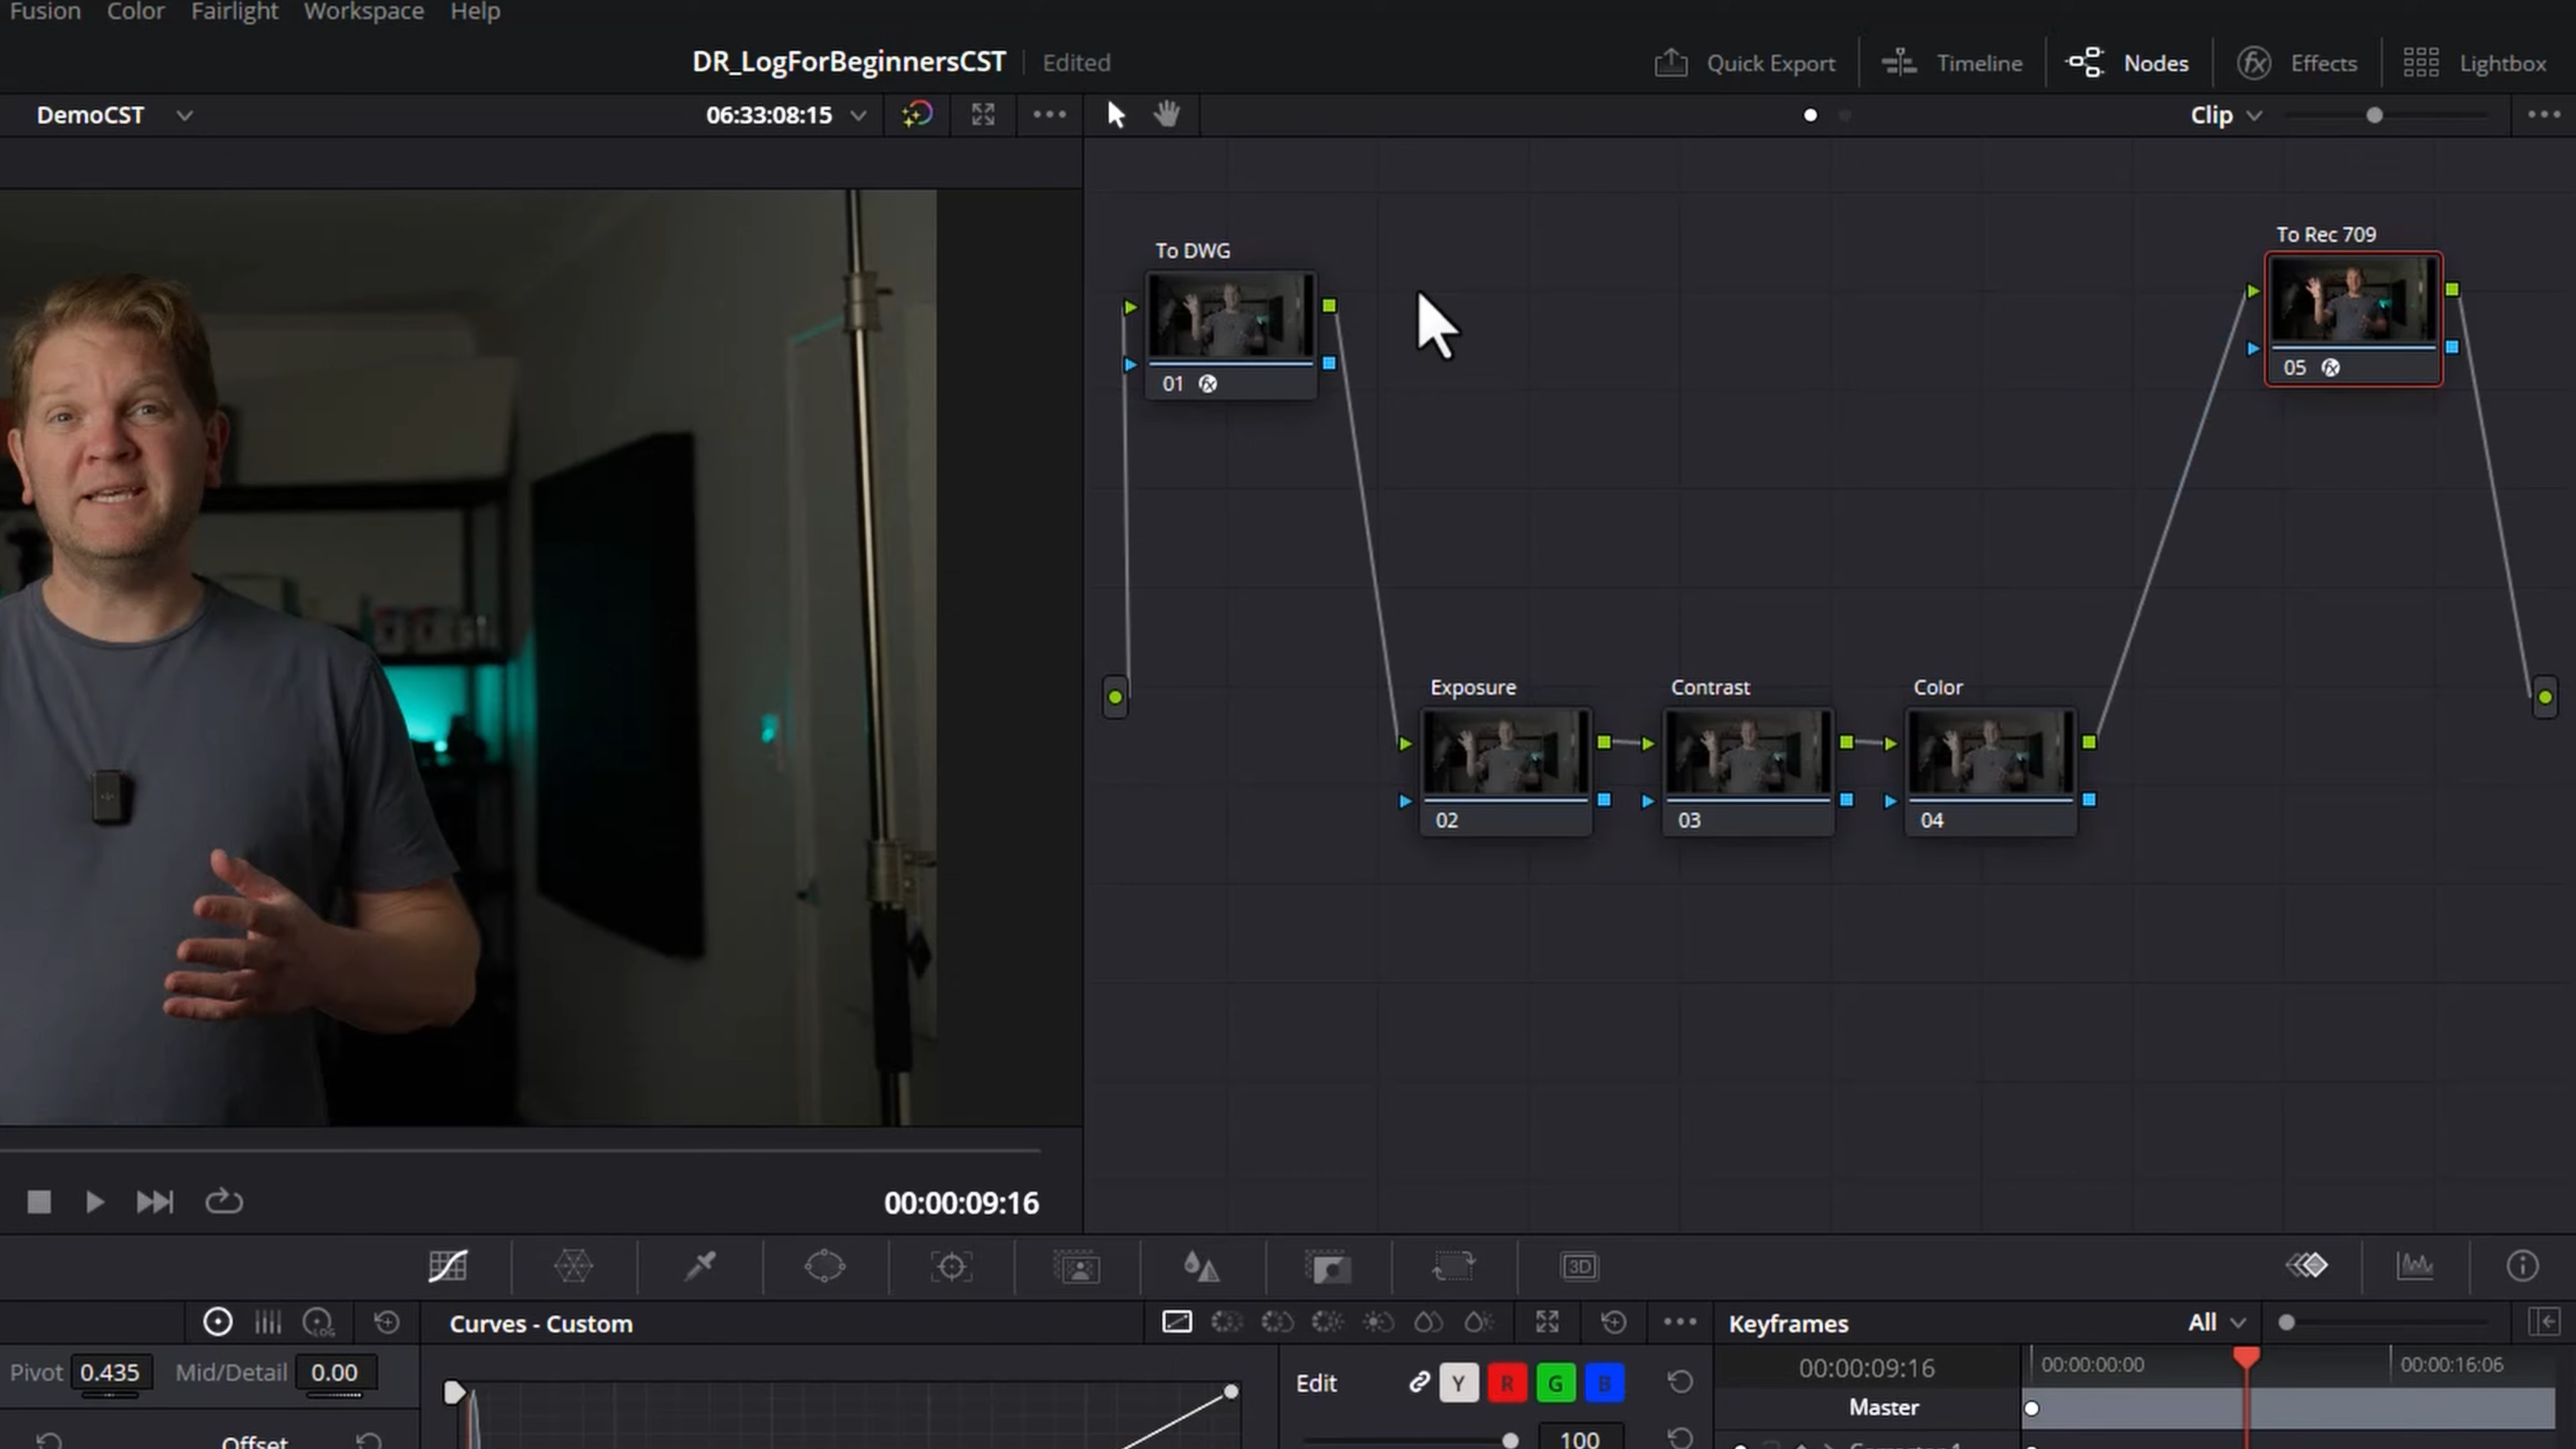 Fusion Color Fairlight Workspace Help
DR_LogForBeginnersCST Edited
Quick Export Timeline Nodes Effects Lightbox
DemoCST 06:33:08:15 Clip
To DWG
01
To Rec 709
05
Exposure Contrast Color
02 03 04
00:00:09:16
3D
LOG
Curves - Custom
Keyframes All
Pivot 0.435 Mid/Detail 0.00
Edit Y R G B
00:00:09:16 00:00:00:00 00:00:16:06
Master
Offset
100